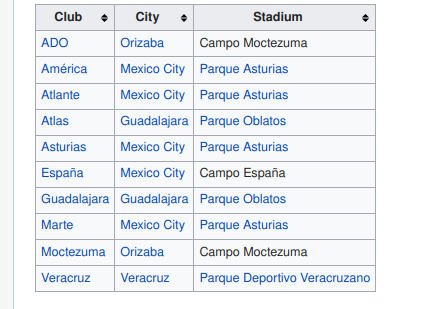 Club City Stadium
ADO Orizaba Campo Moctezuma
América Mexico City Parque Asturias
Atlante Mexico City Parque Asturias
Atlas Guadalajara Parque Oblatos
Asturias Mexico City Parque Asturias
España Mexico City Campo España
Guadalajara Guadalajara Parque Oblatos
Marte Mexico City Parque Asturias
Moctezuma Orizaba Campo Moctezuma
Veracruz Veracruz Parque Deportivo Veracruzano